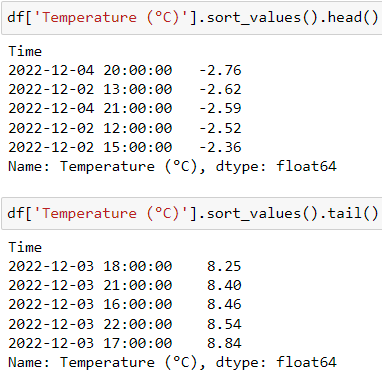 df['Temperature (°C)'].sort_values().head()
Time
2022-12-04 20:00:00   -2.76
2022-12-02 13:00:00   -2.62
2022-12-04 21:00:00   -2.59
2022-12-02 12:00:00   -2.52
2022-12-02 15:00:00   -2.36
Name: Temperature (°C), dtype: float64
df['Temperature (°C)'].sort_values().tail()
Time
2022-12-03 18:00:00    8.25
2022-12-03 21:00:00    8.40
2022-12-03 16:00:00    8.46
2022-12-03 22:00:00    8.54
2022-12-03 17:00:00    8.84
Name: Temperature (°C), dtype: float64